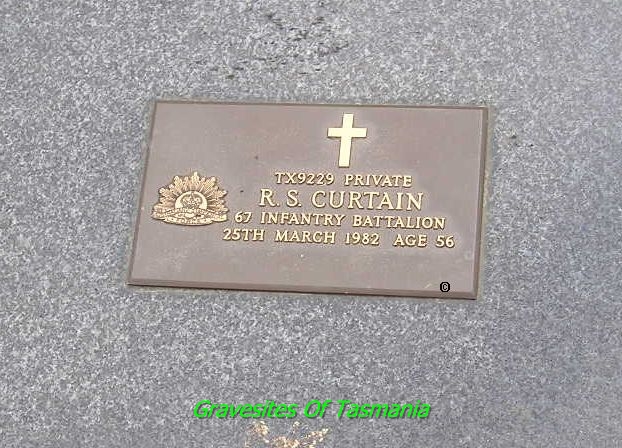 TX9229 PRIVATE
R. S. CURTAIN
67 INFANTRY BATTALION
25TH MARCH 1982 AGE 56
©
Gravesites Of Tasmania